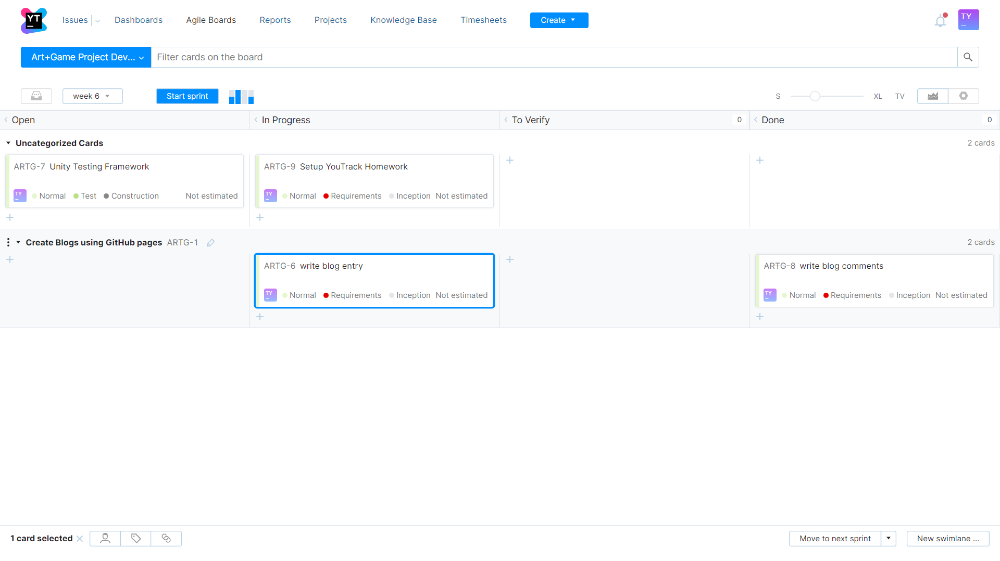 YT
Issues Dashboards Agile Boards Reports Projects Knowledge Base Timesheets Create TY
Art+Game Project Dev... Filter cards on the board
week 6 Start sprint S XL TV
Open In Progress To Verify 0 Done 0
Uncategorized Cards 2 cards
ARTG-7 Unity Testing Framework
TY Normal Test Construction Not estimated
ARTG-9 Setup YouTrack Homework
TY Normal Requirements Inception Not estimated
Create Blogs using GitHub pages ARTG-1 2 cards
ARTG-6 write blog entry
TY Normal Requirements Inception Not estimated
ARTG-8 write blog comments
TY Normal Requirements Inception Not estimated
1 card selected Move to next sprint New swimlane ...